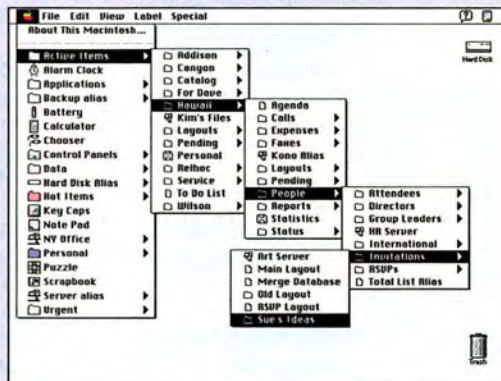 File Edit View Label Special
About This Macintosh...
Active Items
Alarm Clock
Applications
Backup alias
Battery
Calculator
Chooser
Control Panels
Data
Hard Disk Alias
Hot Items
Key Caps
Note Pad
NY Office
Personal
Puzzle
Scrapbook
Server alias
Urgent
Addison
Canyon
Catalog
For Dave
Hawaii
Kim's Files
Layouts
Pending
Personal
Relhoc
Service
To Do List
Wilson
Agenda
Calls
Expenses
Faxes
Kono Alias
Layouts
Pending
People
Reports
Statistics
Status
Attendees
Directors
Group Leaders
HR Server
International
Invitations
RSVPs
Total List Alias
Art Server
Main Layout
Merge Database
Old Layout
RSVP Layout
Sue's Ideas
Hard Disk
Trash